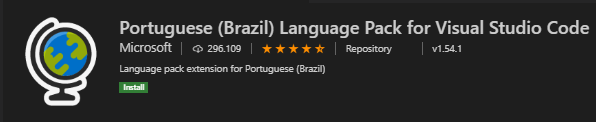 Portuguese (Brazil) Language Pack for Visual Studio Code
Microsoft 296.109 Repository v1.54.1
Language pack extension for Portuguese (Brazil)
Install